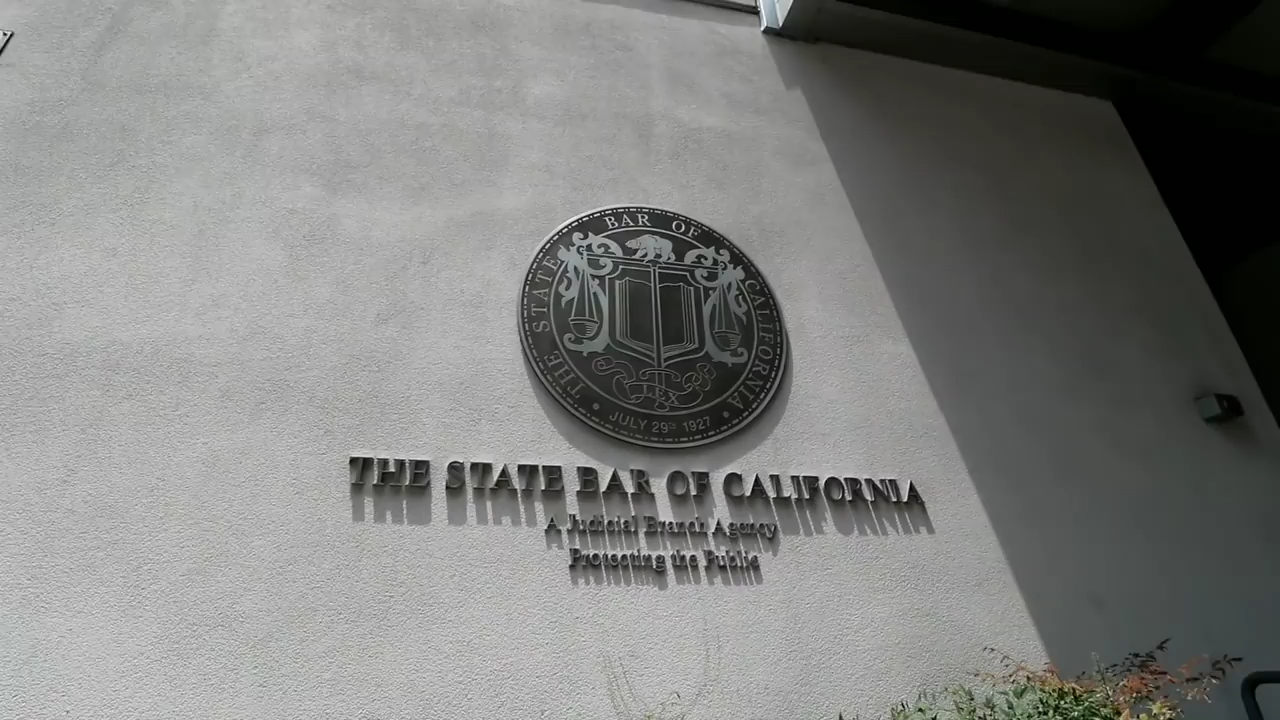 THE STATE BAR OF CALIFORNIA
LEX
JULY 29TH 1927
THE STATE BAR OF CALIFORNIA
A Judicial Branch Agency
Protecting the Public